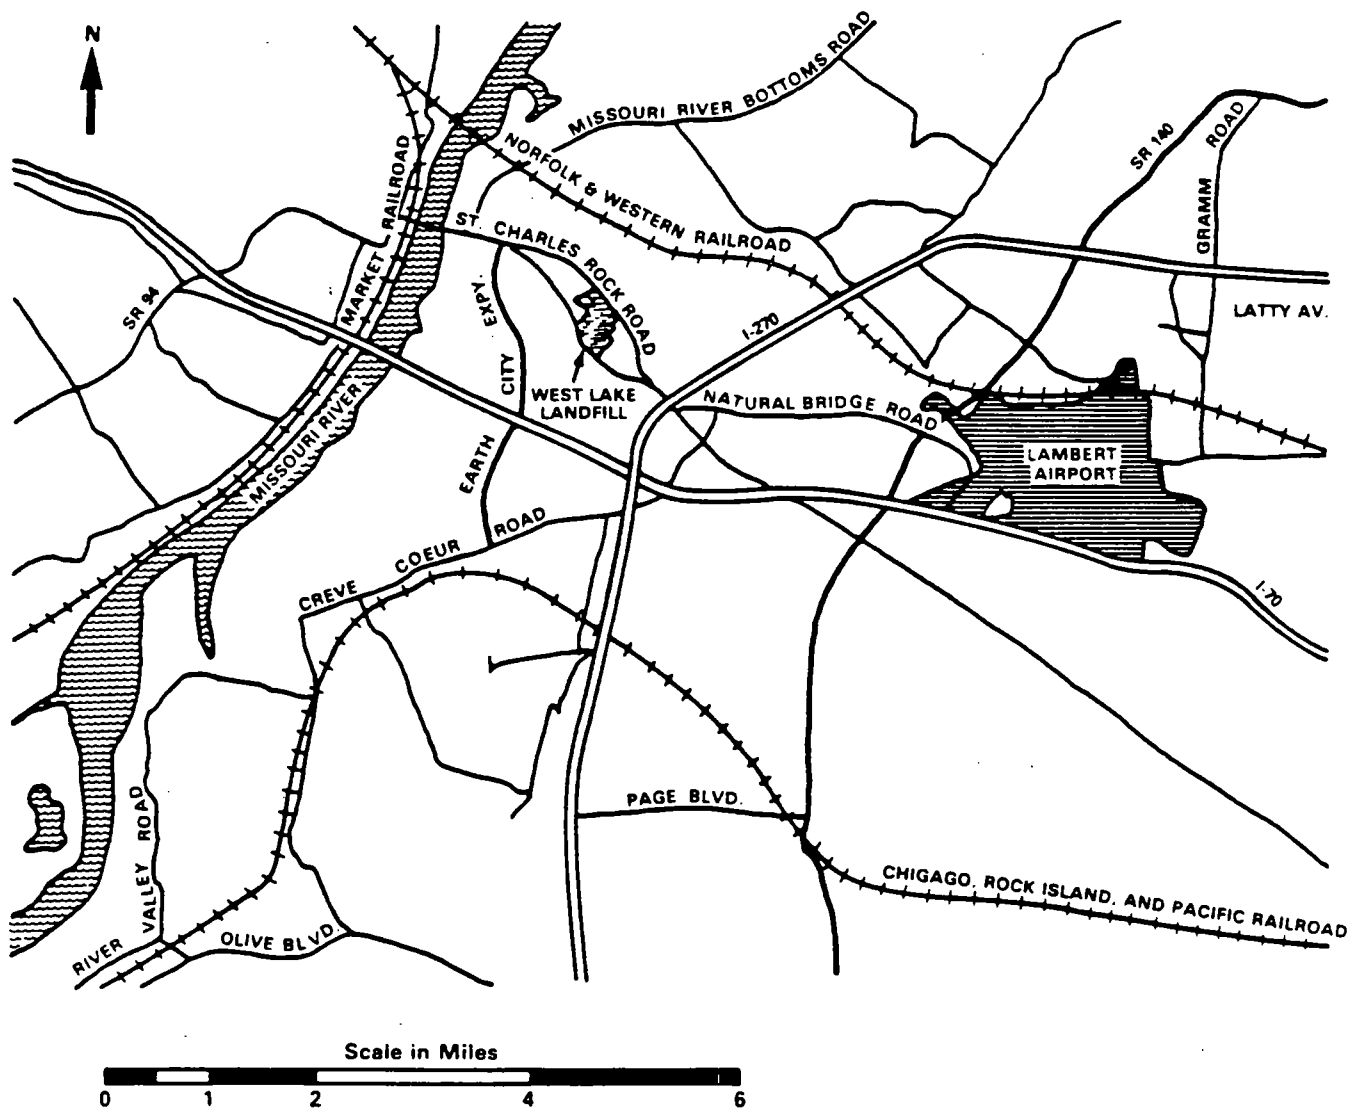 N
MISSOURI RIVER BOTTOMS ROAD
SR 140
GRAMM ROAD
NORFOLK & WESTERN RAILROAD
MARKET RAILROAD
ST. CHARLES ROCK ROAD
SR 94
EARTH CITY EXPY
I-270
LATTY AV.
WEST LAKE
LANDFILL
NATURAL BRIDGE ROAD
LAMBERT
AIRPORT
MISSOURI RIVER
CREVE COEUR ROAD
I-70
PAGE BLVD.
RIVER VALLEY ROAD
OLIVE BLVD.
CHIGAGO, ROCK ISLAND, AND PACIFIC RAILROAD
Scale in Miles
0 1 2 4 6